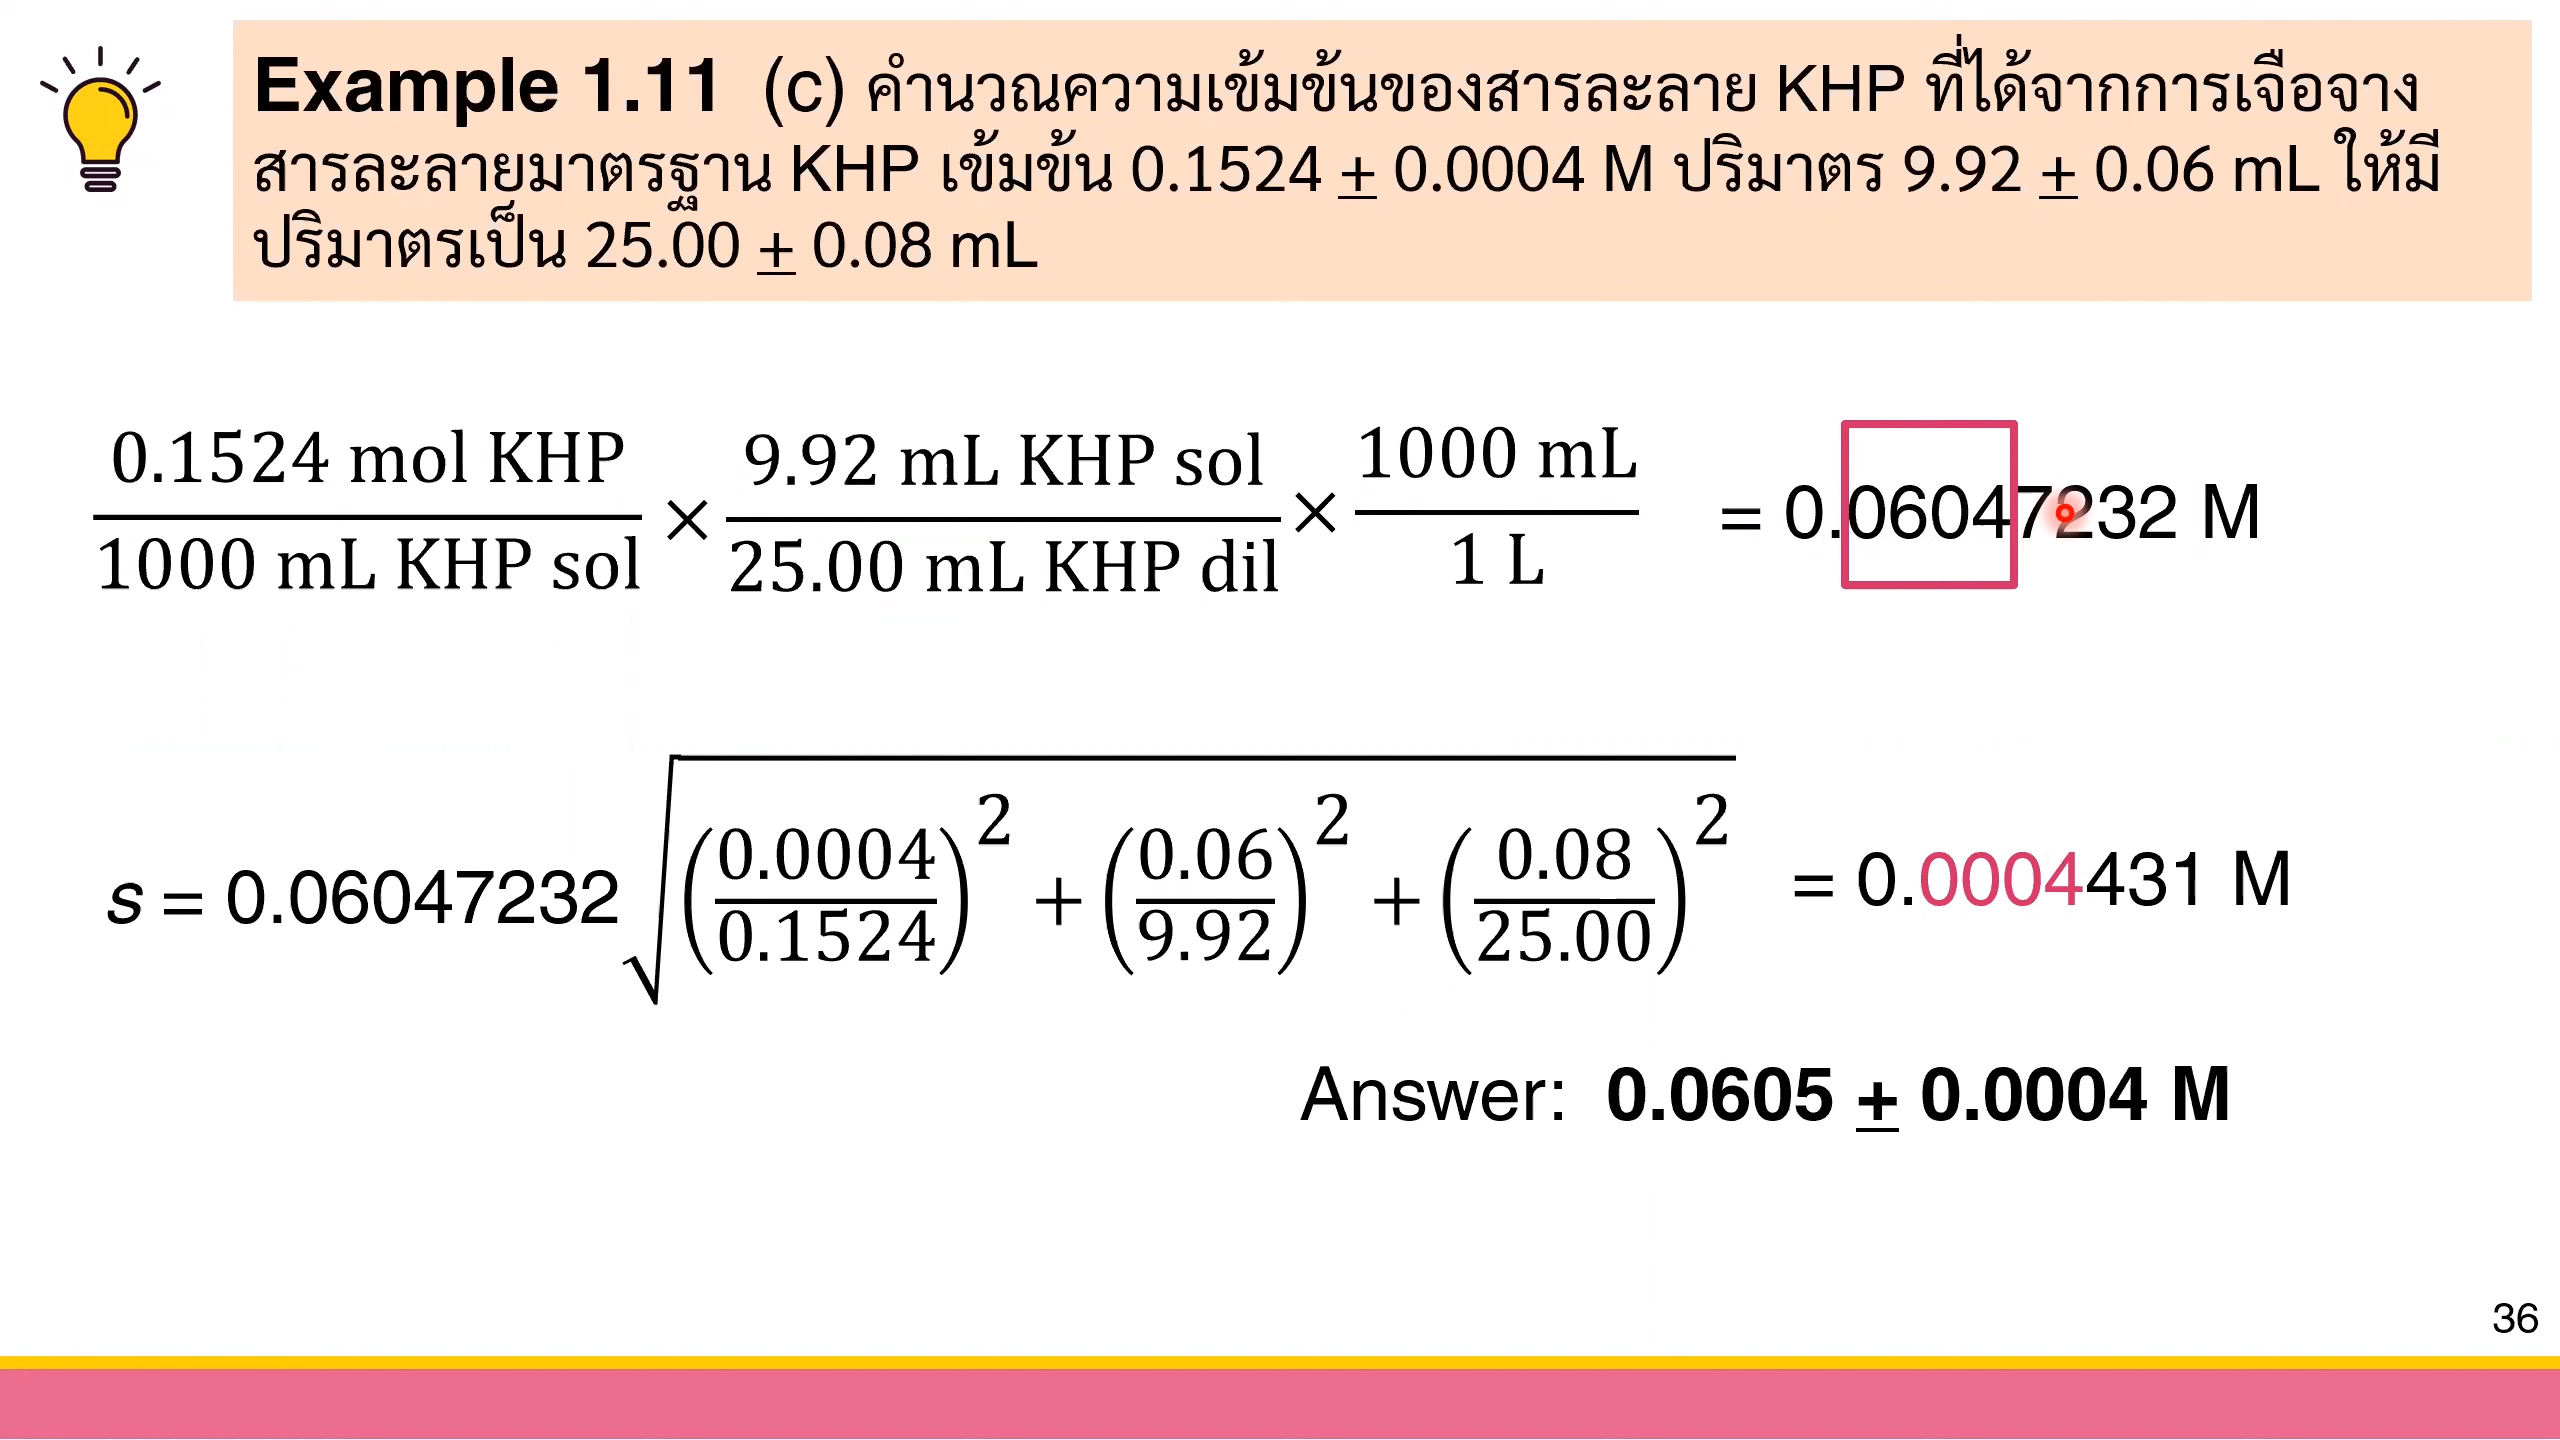 Example 1.11 (c) คำนวณความเข้มข้นของสารละลาย KHP ที่ได้จากการเจือจาง
สารละลายมาตรฐาน KHP เข้มข้น 0.1524 ± 0.0004 M ปริมาตร 9.92 ± 0.06 mL ให้มี
ปริมาตรเป็น 25.00 ± 0.08 mL
0.1524 mol KHP / 1000 mL KHP sol × 9.92 mL KHP sol / 25.00 mL KHP dil × 1000 mL / 1 L = 0.06047232 M
s = 0.06047232 √((0.0004/0.1524)² + (0.06/9.92)² + (0.08/25.00)²) = 0.0004431 M
Answer: 0.0605 ± 0.0004 M
36